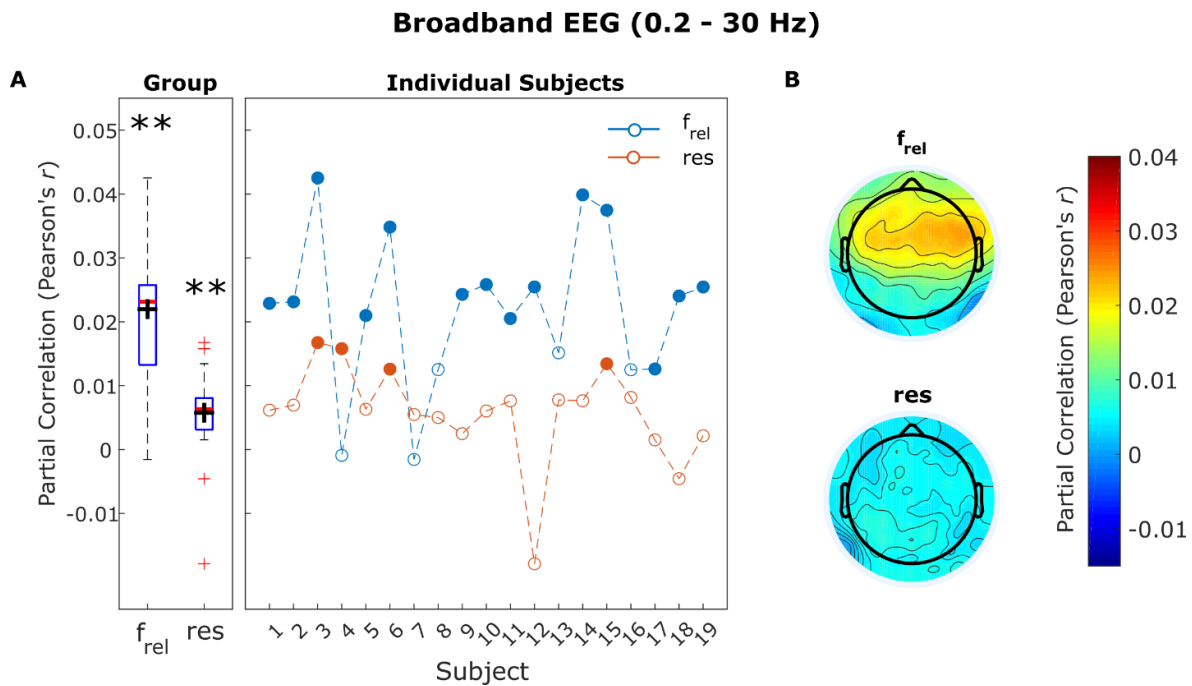 Broadband EEG (0.2 - 30 Hz)
A
Group
Individual Subjects
B
Partial Correlation (Pearson's r)
0.05
0.04
0.03
0.02
0.01
0
-0.01
**
**
f_rel
res
f_rel
res
1 2 3 4 5 6 7 8 9 10 11 12 13 14 15 16 17 18 19
Subject
f_rel
res
Partial Correlation (Pearson's r)
0.04
0.03
0.02
0.01
0
-0.01